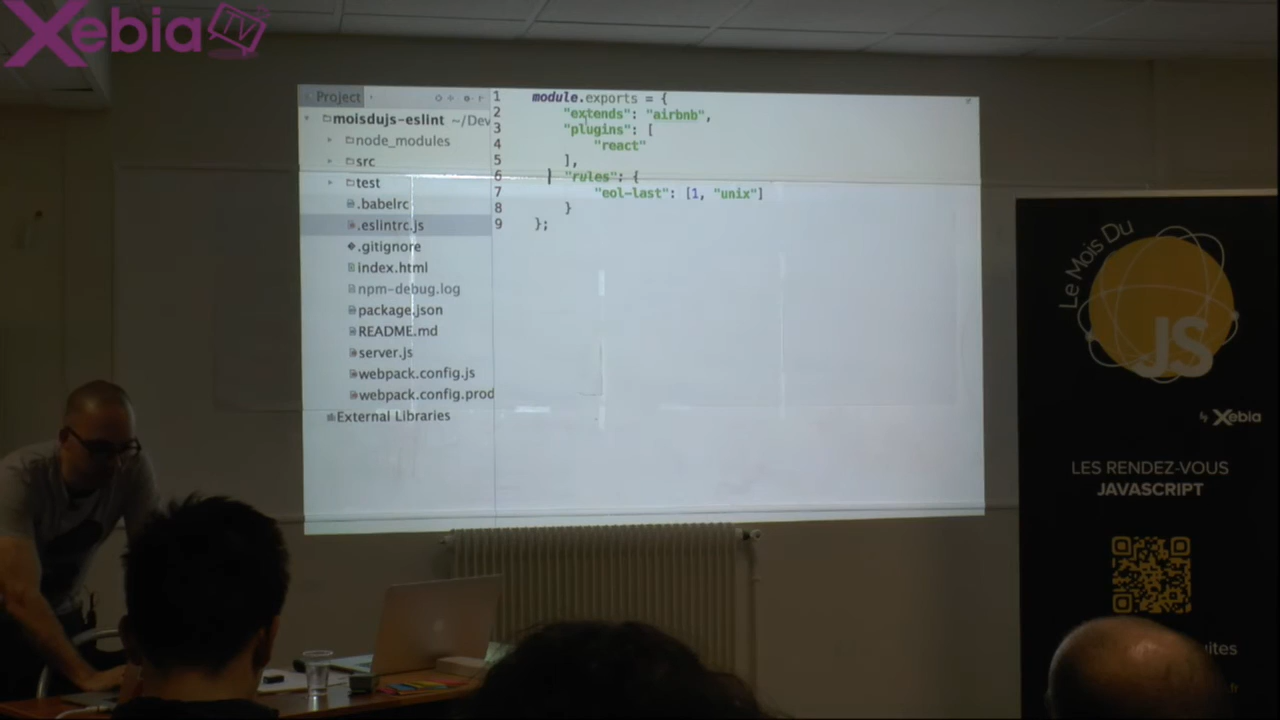 Xebia TV
Project
moisdujs-eslint ~/Dev
node_modules
src
test
.babelrc
.eslintrc.js
.gitignore
index.html
npm-debug.log
package.json
README.md
server.js
webpack.config.js
webpack.config.prod
External Libraries
1 module.exports = {
2 "extends": "airbnb",
3 "plugins": [
4 "react"
5 ],
6 "rules": {
7 "eol-last": [1, "unix"]
8 }
9 };
Le Mois Du
JS
by Xebia
LES RENDEZ-VOUS
JAVASCRIPT